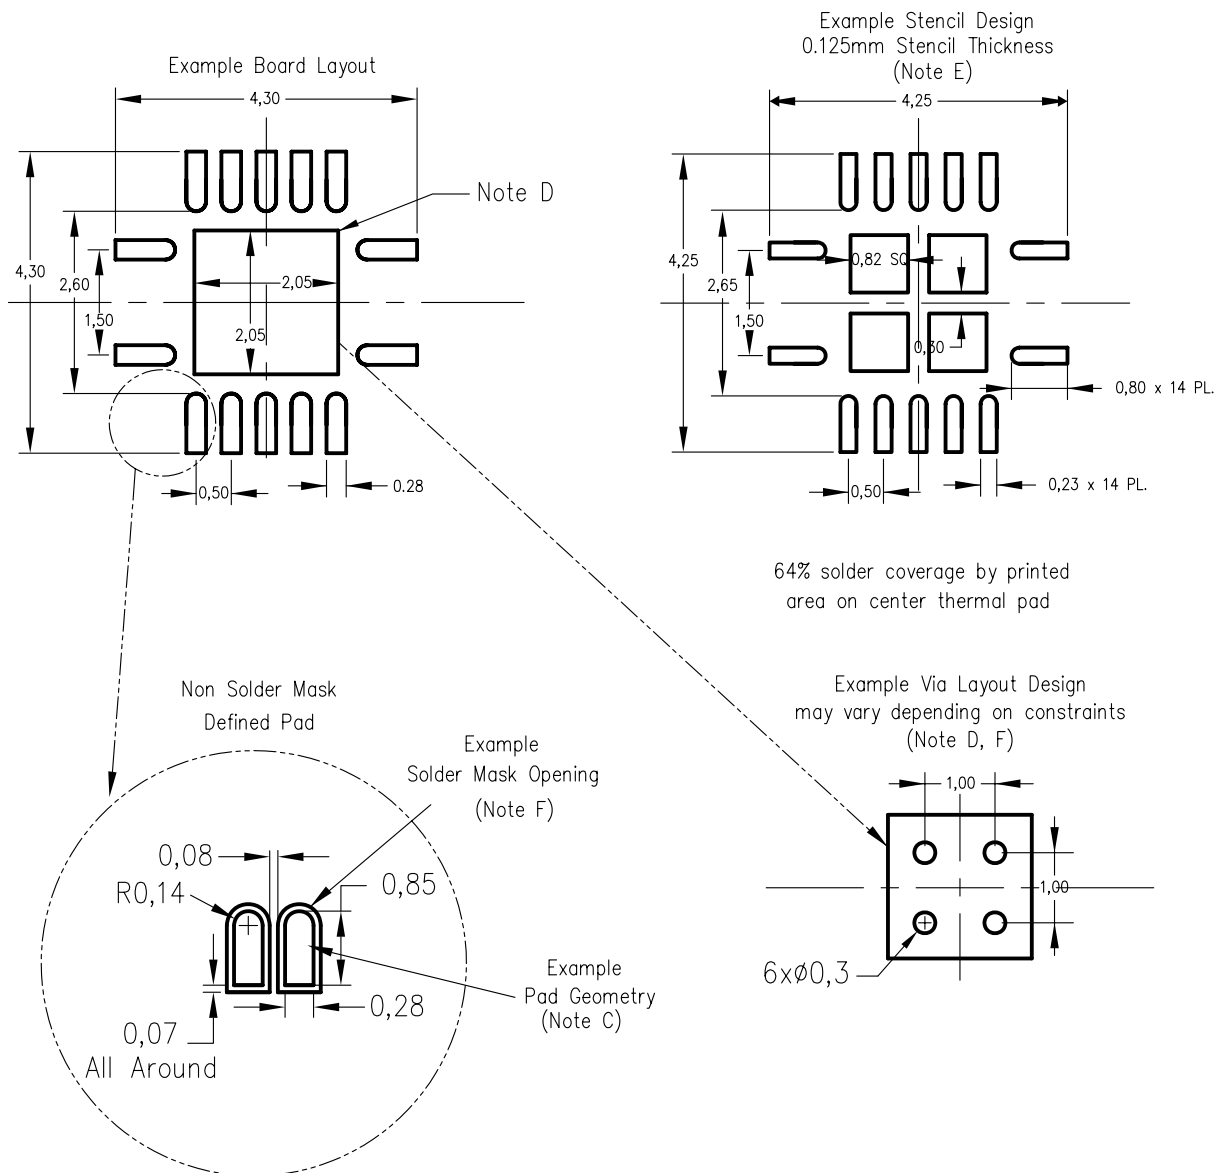 Example Board Layout
4,30
Note D
4,30
2,60
1,50
2,05
2,05
0,50
0.28
Example Stencil Design
0.125mm Stencil Thickness
(Note E)
4,25
4,25
2,65
1,50
0,82 SQ
0,30
0,80 x 14 PL.
0,50
0,23 x 14 PL.
64% solder coverage by printed
area on center thermal pad
Non Solder Mask
Defined Pad
Example
Solder Mask Opening
(Note F)
0,08
R0,14
0,85
0,28
0,07
All Around
Example
Pad Geometry
(Note C)
Example Via Layout Design
may vary depending on constraints
(Note D, F)
1,00
1,00
6xø0,3